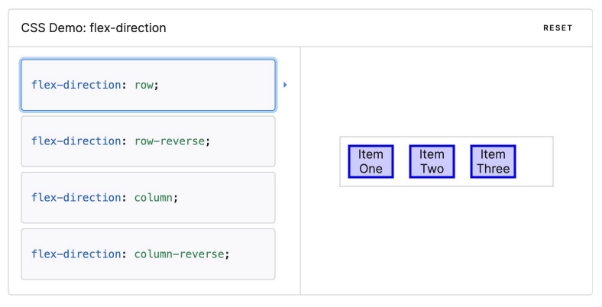 CSS Demo: flex-direction
RESET
flex-direction: row;
flex-direction: row-reverse;
flex-direction: column;
flex-direction: column-reverse;
Item
One
Item
Two
Item
Three